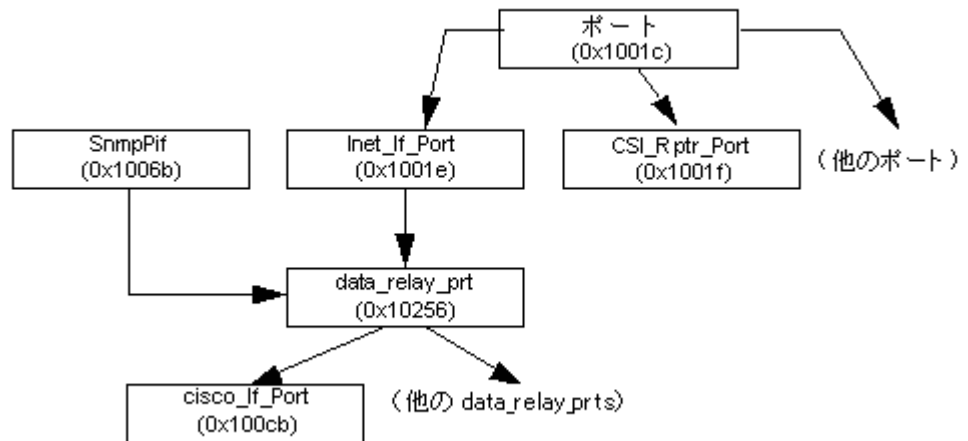 ポート
(0x1001c)
SnmpPif
(0x1006b)
Inet_If_Port
(0x1001e)
CSI_Rptr_Port
(0x1001f)
(他のポート)
data_relay_prt
(0x10256)
cisco_If_Port
(0x100cb)
(他の data_relay_prts)